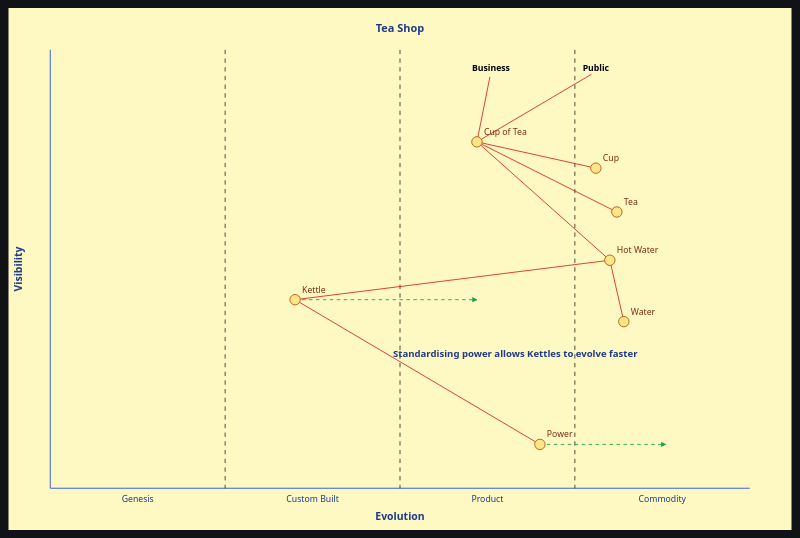 Tea Shop
Business
Public
Cup of Tea
Cup
Tea
Hot Water
Visibility
Kettle
Water
Standardising power allows Kettles to evolve faster
Power
Genesis
Custom Built
Product
Commodity
Evolution